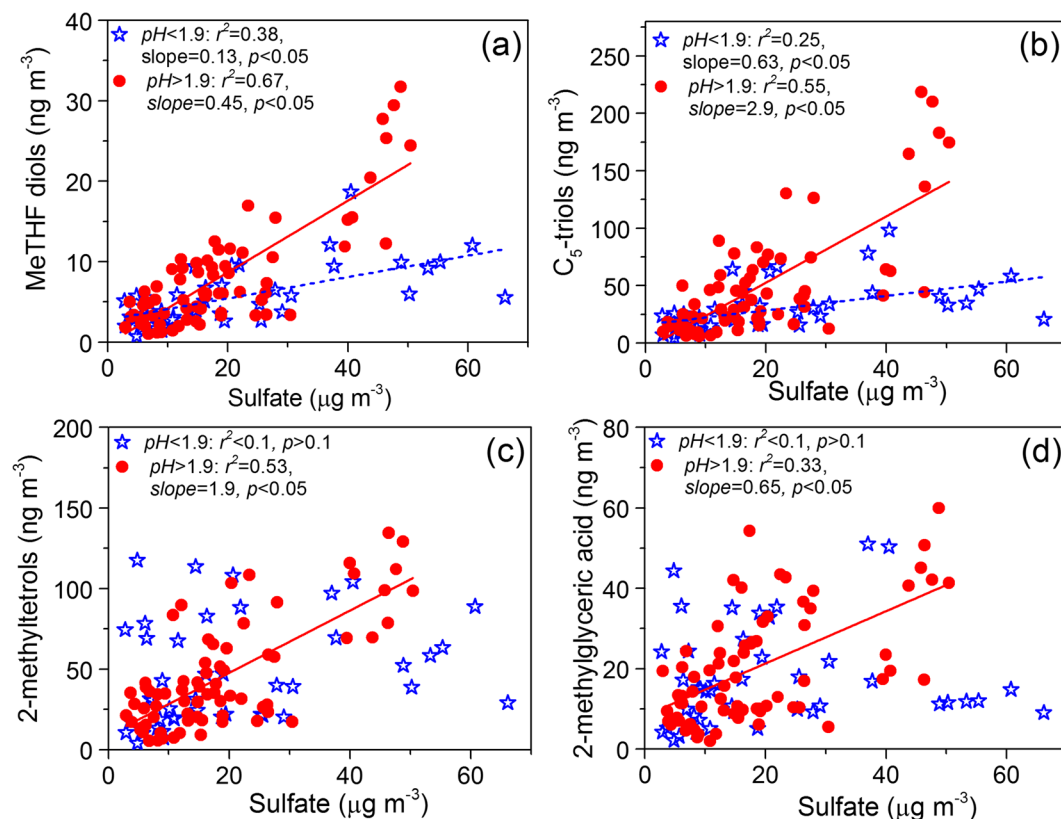 (a)
pH<1.9: r²=0.38,
slope=0.13, p<0.05
pH>1.9: r²=0.67,
slope=0.45, p<0.05
MeTHF diols (ng m⁻³)
40
30
20
10
0
0 20 40 60
Sulfate (μg m⁻³)
(b)
pH<1.9: r²=0.25,
slope=0.63, p<0.05
pH>1.9: r²=0.55,
slope=2.9, p<0.05
C₅-triols (ng m⁻³)
250
200
150
100
50
0
0 20 40 60
Sulfate (μg m⁻³)
(c)
pH<1.9: r²<0.1, p>0.1
pH>1.9: r²=0.53,
slope=1.9, p<0.05
2-methyltetrols (ng m⁻³)
200
150
100
50
0
0 20 40 60
Sulfate (μg m⁻³)
(d)
pH<1.9: r²<0.1, p>0.1
pH>1.9: r²=0.33,
slope=0.65, p<0.05
2-methylglyceric acid (ng m⁻³)
80
60
40
20
0
0 10 20 30 40 50 60
Sulfate (μg m⁻³)